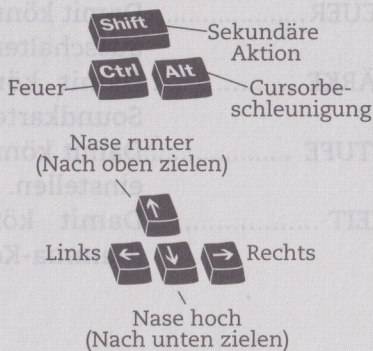 Shift
Sekundäre
Aktion
Ctrl
Alt
Feuer
Cursorbe-
schleunigung
Nase runter
(Nach oben zielen)
↑
Links
← ↓ →
Rechts
Nase hoch
(Nach unten zielen)